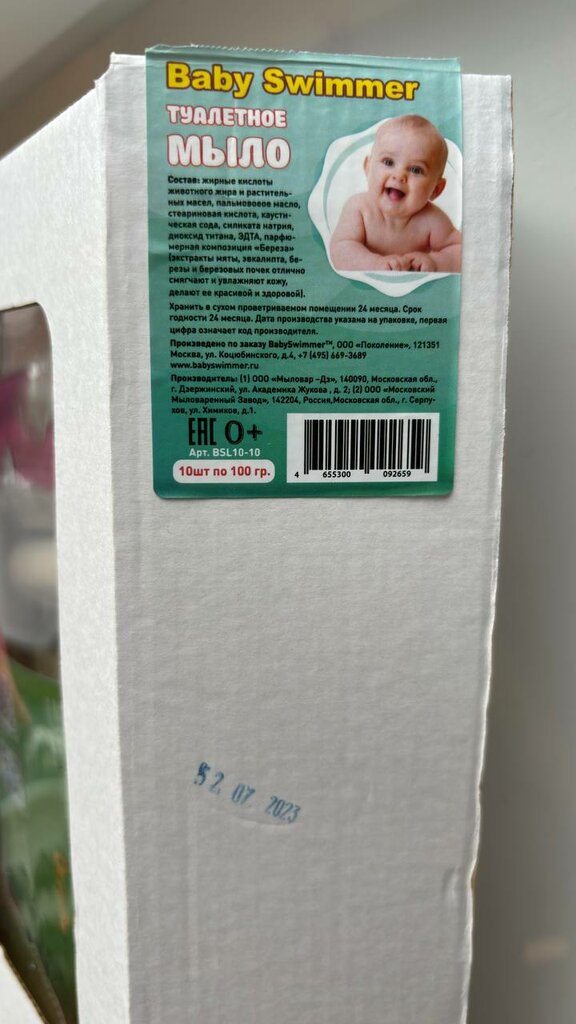 Baby Swimmer
ТУАЛЕТНОЕ
МЫЛО
Состав: жирные кислоты
животного жира и раститель-
ных масел, пальмовоое масло,
стеариновая кислота, каусти-
ческая сода, силиката натрия,
диоксид титана, ЭДТА, парфю-
мерная композиция «Береза»
(экстракты мяты, эвкалипта, бе-
резы и березовых почек отлично
смягчают и увлажняют кожу,
делают ее красивой и здоровой).
Хранить в сухом проветриваемом помещении 24 месяца. Срок
годности 24 месяца. Дата производства указана на упаковке, первая
цифра означает код производителя.
Произведено по заказу BabySwimmer™, ООО «Поколение», 121351
Москва, ул. Коцюбинского, д.4, +7 (495) 669-3689
www.babyswimmer.ru
Производитель: (1) ООО «Мыловар –Дз», 140090, Московская обл.,
г. Дзержинский, ул. Академика Жукова , д. 2; (2) ООО «Московский
Мыловаренный Завод», 142204, Россия,Московская обл., г. Серпу-
хов, ул. Химиков, д.1.
EAC 0+
Арт. BSL10-10
10шт по 100 гр.
4 655300 092659
52. 07. 2023